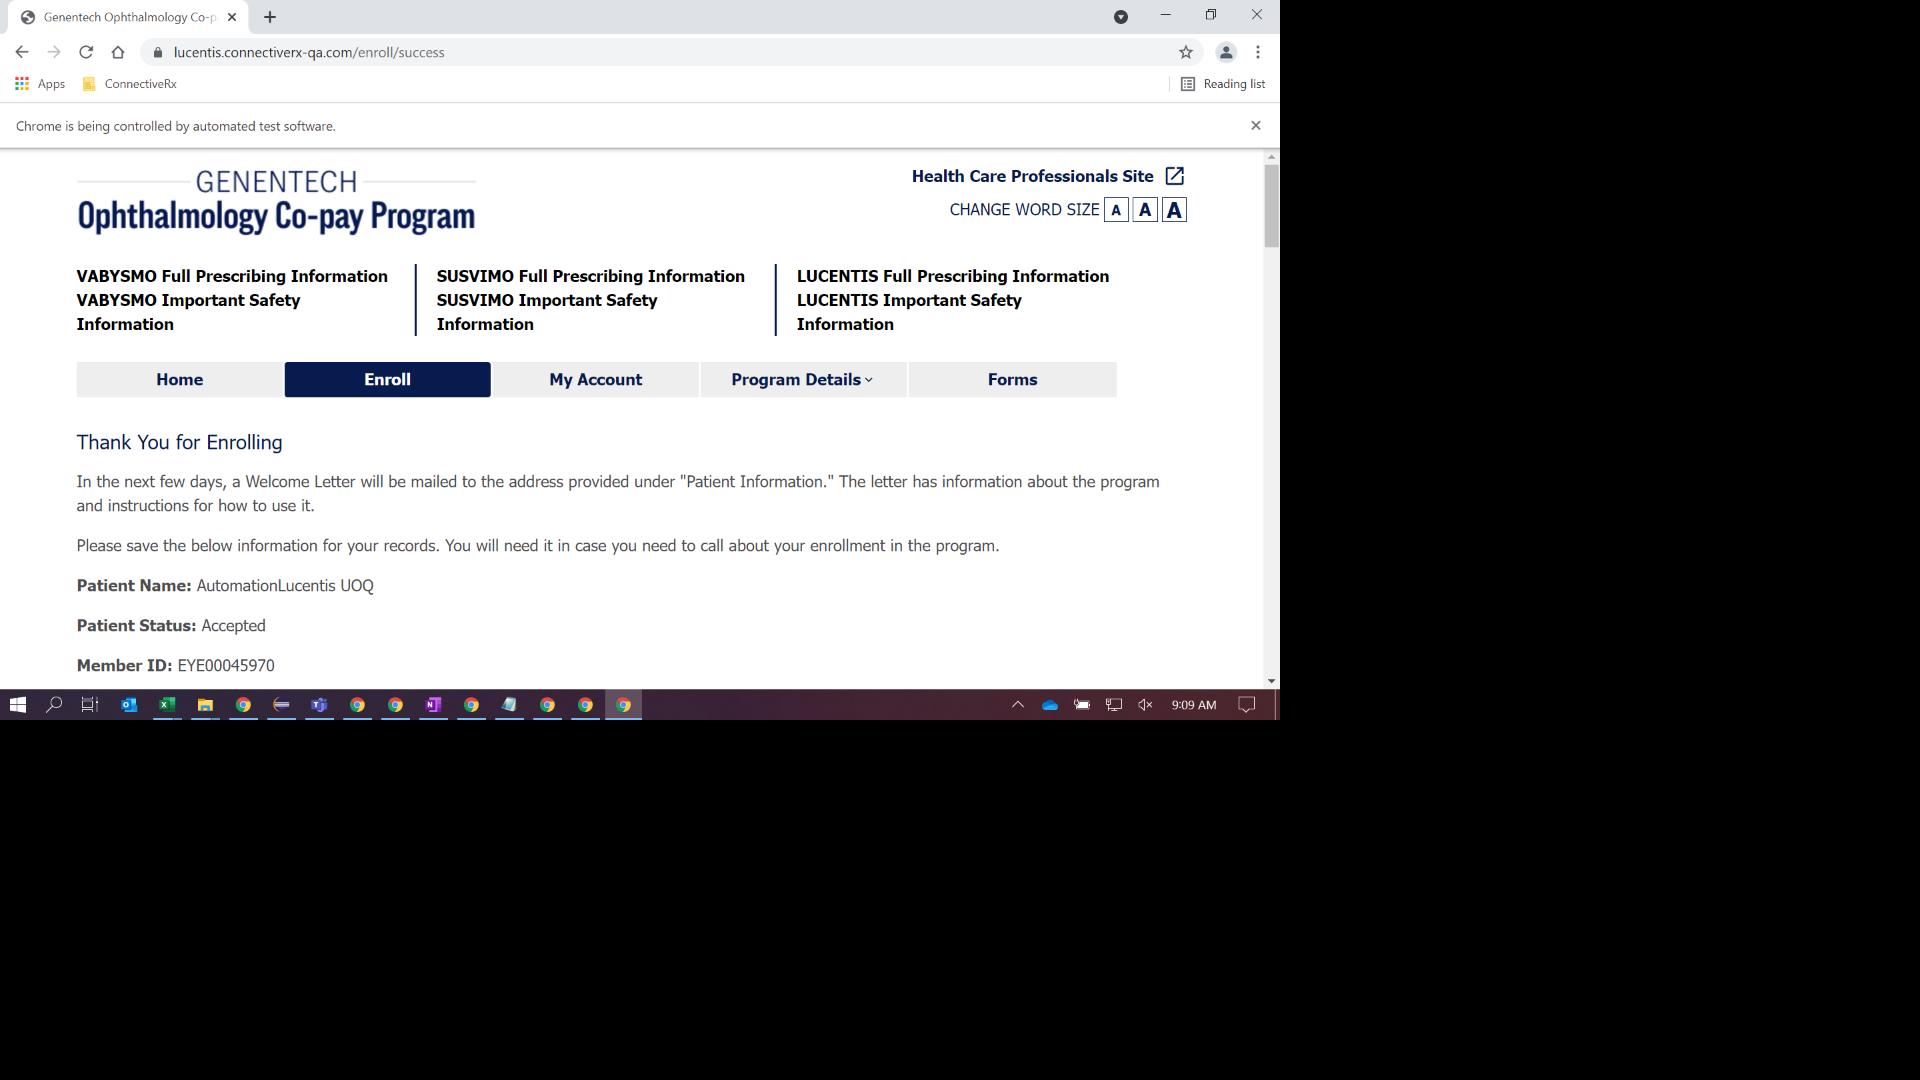 Genentech Ophthalmology Co-p
lucentis.connectiverx-qa.com/enroll/success
Apps
ConnectiveRx
Reading list
Chrome is being controlled by automated test software.
GENENTECH
Ophthalmology Co-pay Program
Health Care Professionals Site
CHANGE WORD SIZE A A A
VABYSMO Full Prescribing Information
VABYSMO Important Safety
Information
SUSVIMO Full Prescribing Information
SUSVIMO Important Safety
Information
LUCENTIS Full Prescribing Information
LUCENTIS Important Safety
Information
Home
Enroll
My Account
Program Details
Forms
Thank You for Enrolling
In the next few days, a Welcome Letter will be mailed to the address provided under "Patient Information." The letter has information about the program
and instructions for how to use it.
Please save the below information for your records. You will need it in case you need to call about your enrollment in the program.
Patient Name: AutomationLucentis UOQ
Patient Status: Accepted
Member ID: EYE00045970
9:09 AM